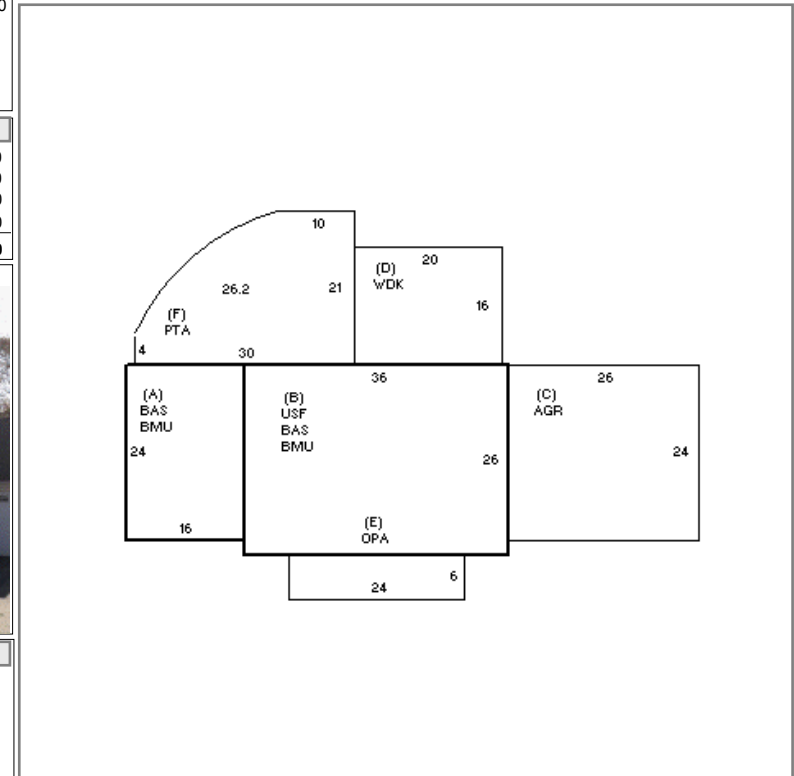 0
10
(D)
20
WDK
26.2
21
16
(F)
PTA
4
30
36
26
(A)
BAS
BMU
(B)
USF
BAS
BMU
(C)
AGR
24
26
24
16
(E)
OPA
24
6